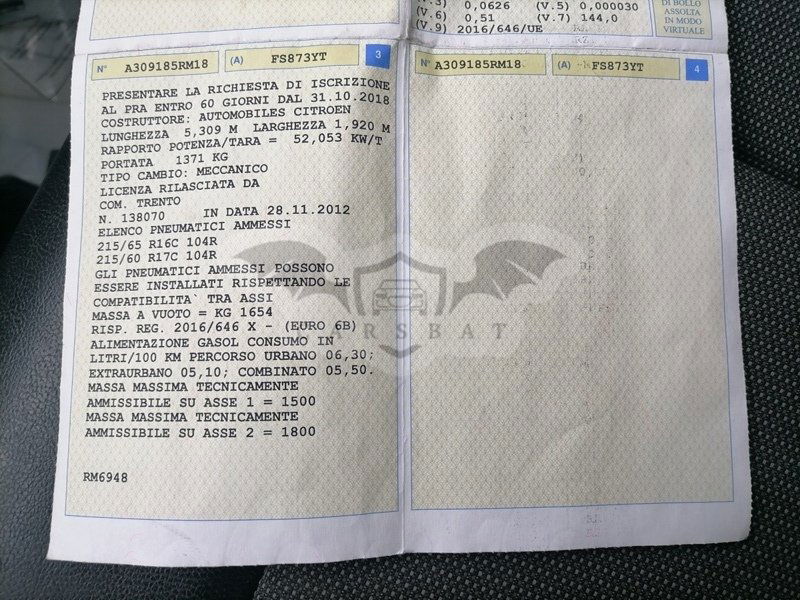 (V.3) 0,0626 (V.5) 0,000030
(V.6) 0,51 (V.7) 144,0
(V.9) 2016/646/UE
DI BOLLO
ASSOLTA
IN MODO
VIRTUALE
N° A309185RM18 (A) FS873YT 3
PRESENTARE LA RICHIESTA DI ISCRIZIONE
AL PRA ENTRO 60 GIORNI DAL 31.10.2018
COSTRUTTORE: AUTOMOBILES CITROEN
LUNGHEZZA 5,309 M LARGHEZZA 1,920 M
RAPPORTO POTENZA/TARA = 52,053 KW/T
PORTATA 1371 KG
TIPO CAMBIO: MECCANICO
LICENZA RILASCIATA DA
COM. TRENTO
N. 138070 IN DATA 28.11.2012
ELENCO PNEUMATICI AMMESSI
215/65 R16C 104R
215/60 R17C 104R
GLI PNEUMATICI AMMESSI POSSONO
ESSERE INSTALLATI RISPETTANDO LE
COMPATIBILITA` TRA ASSI
MASSA A VUOTO = KG 1654
RISP. REG. 2016/646 X - (EURO 6B)
ALIMENTAZIONE GASOL CONSUMO IN
LITRI/100 KM PERCORSO URBANO 06,30;
EXTRAURBANO 05,10; COMBINATO 05,50.
MASSA MASSIMA TECNICAMENTE
AMMISSIBILE SU ASSE 1 = 1500
MASSA MASSIMA TECNICAMENTE
AMMISSIBILE SU ASSE 2 = 1800
RM6948
N° A309185RM18 (A) FS873YT 4
CARSBAT